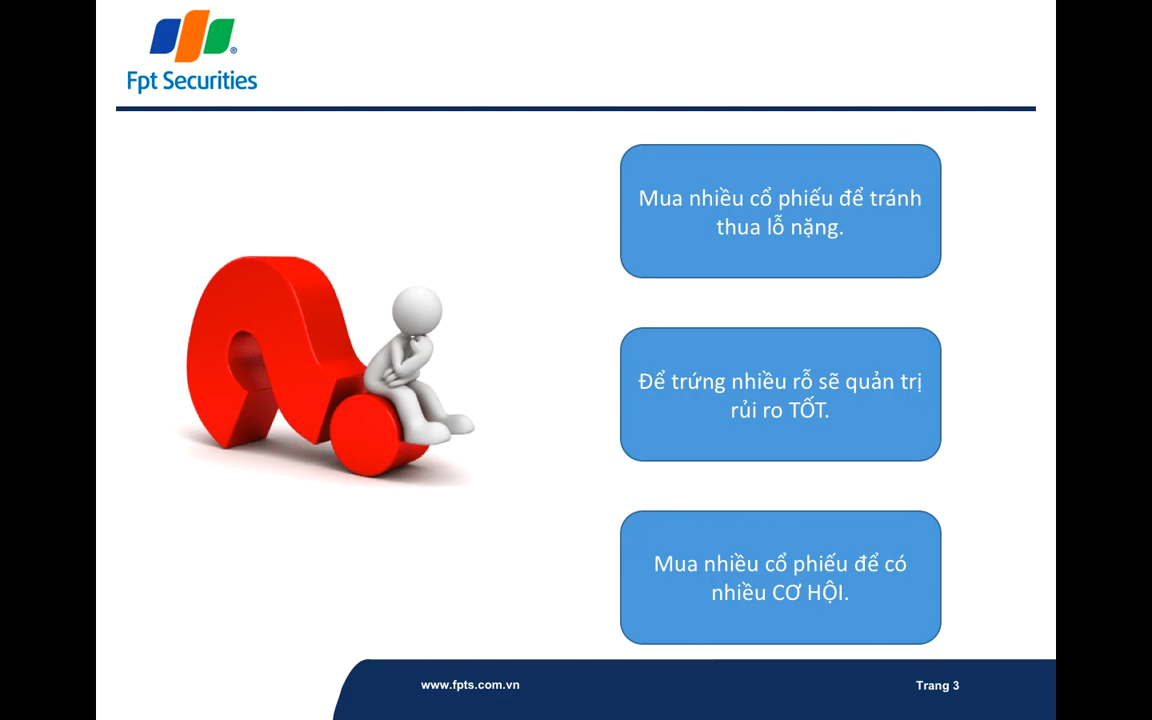 Fpt Securities
Mua nhiều cổ phiếu để tránh
thua lỗ nặng.
Để trứng nhiều rỗ sẽ quản trị
rủi ro TỐT.
Mua nhiều cổ phiếu để có
nhiều CƠ HỘI.
www.fpts.com.vn
Trang 3